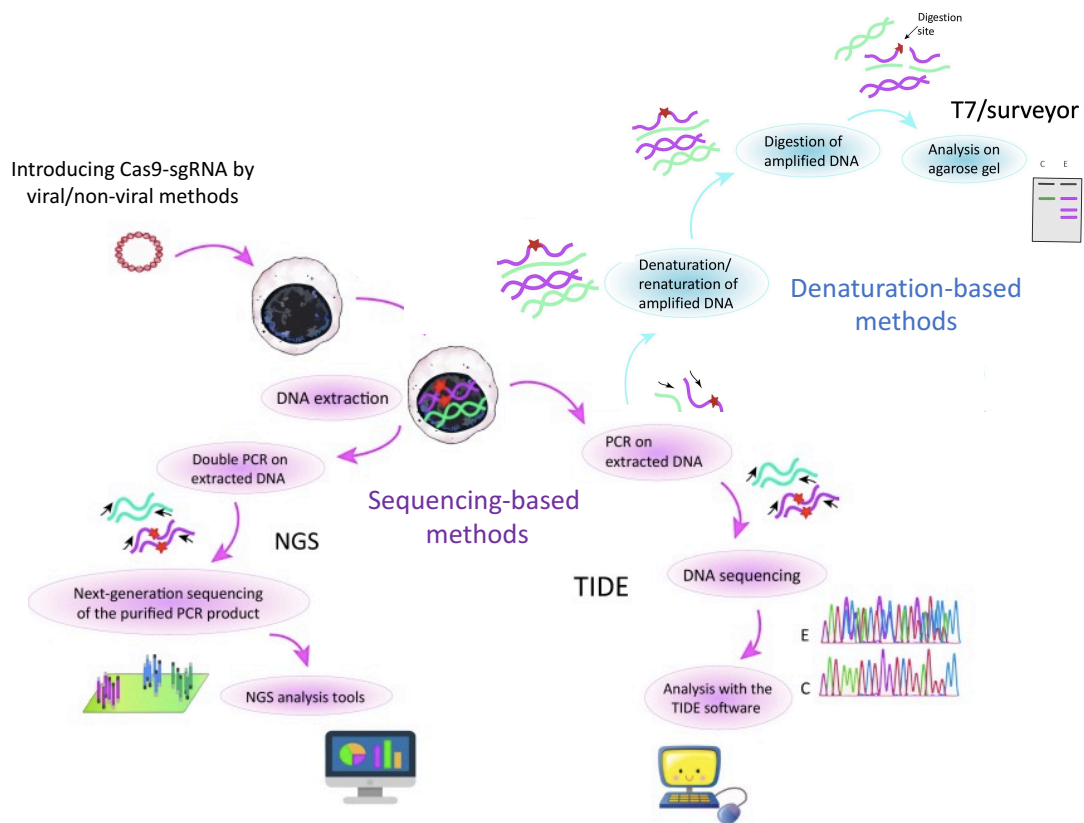 Digestion
site
T7/surveyor
Digestion of
amplified DNA
Analysis on
agarose gel
C E
Introducing Cas9-sgRNA by
viral/non-viral methods
Denaturation/
renaturation of
amplified DNA
Denaturation-based
methods
DNA extraction
PCR on
extracted DNA
Double PCR on
extracted DNA
Sequencing-based
methods
NGS
Next-generation sequencing
of the purified PCR product
NGS analysis tools
TIDE
DNA sequencing
E
C
Analysis with the
TIDE software